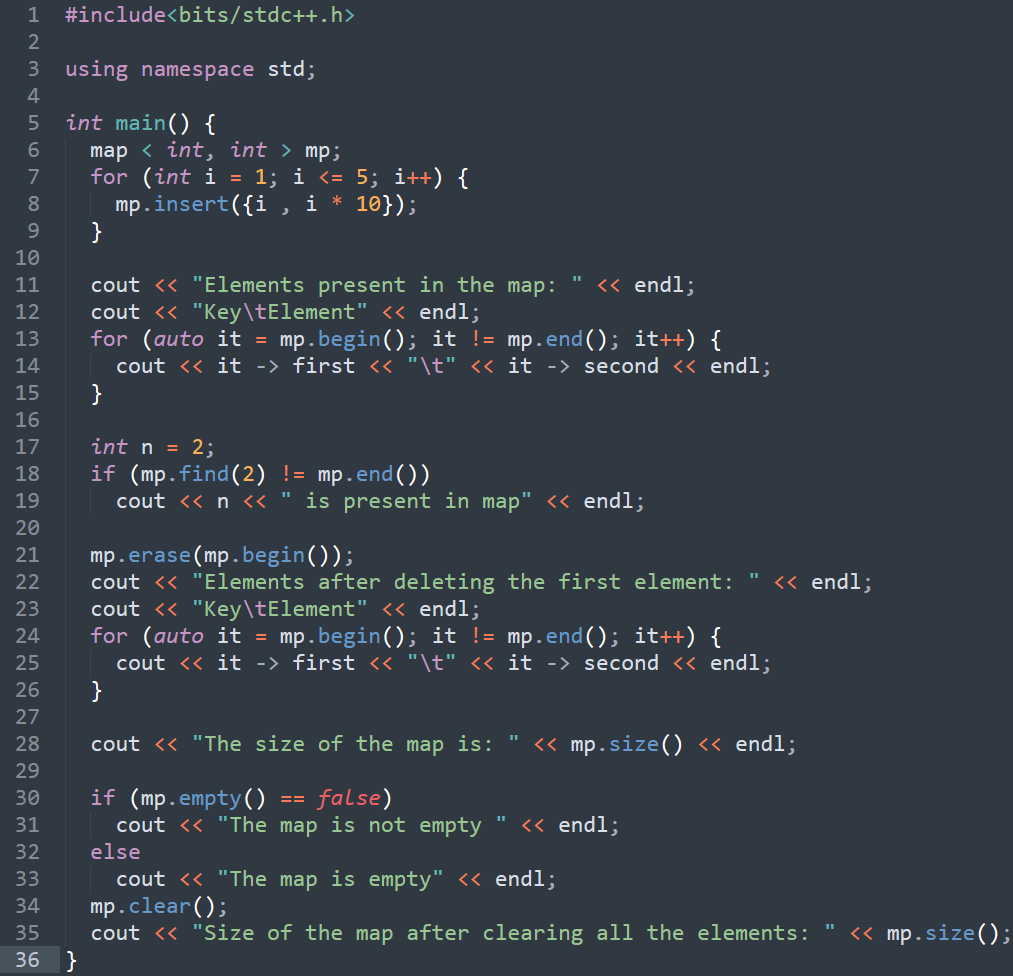 1 #include<bits/stdc++.h>
2
3 using namespace std;
4
5 int main() {
6   map < int, int > mp;
7   for (int i = 1; i <= 5; i++) {
8     mp.insert({i , i * 10});
9   }
10
11   cout << "Elements present in the map: " << endl;
12   cout << "Key\tElement" << endl;
13   for (auto it = mp.begin(); it != mp.end(); it++) {
14     cout << it -> first << "\t" << it -> second << endl;
15   }
16
17   int n = 2;
18   if (mp.find(2) != mp.end())
19     cout << n << " is present in map" << endl;
20
21   mp.erase(mp.begin());
22   cout << "Elements after deleting the first element: " << endl;
23   cout << "Key\tElement" << endl;
24   for (auto it = mp.begin(); it != mp.end(); it++) {
25     cout << it -> first << "\t" << it -> second << endl;
26   }
27
28   cout << "The size of the map is: " << mp.size() << endl;
29
30   if (mp.empty() == false)
31     cout << "The map is not empty " << endl;
32   else
33     cout << "The map is empty" << endl;
34   mp.clear();
35   cout << "Size of the map after clearing all the elements: " << mp.size();
36 }